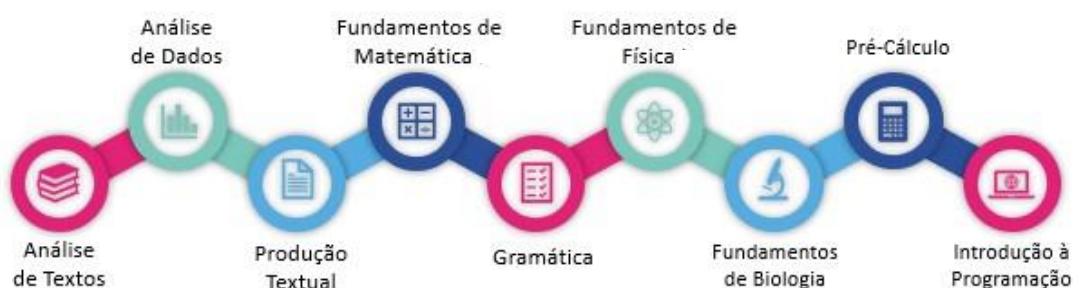 Análise
de Dados
Fundamentos de
Matemática
Fundamentos de
Física
Pré-Cálculo
Análise
de Textos
Produção
Textual
Gramática
Fundamentos
de Biologia
Introdução à
Programação